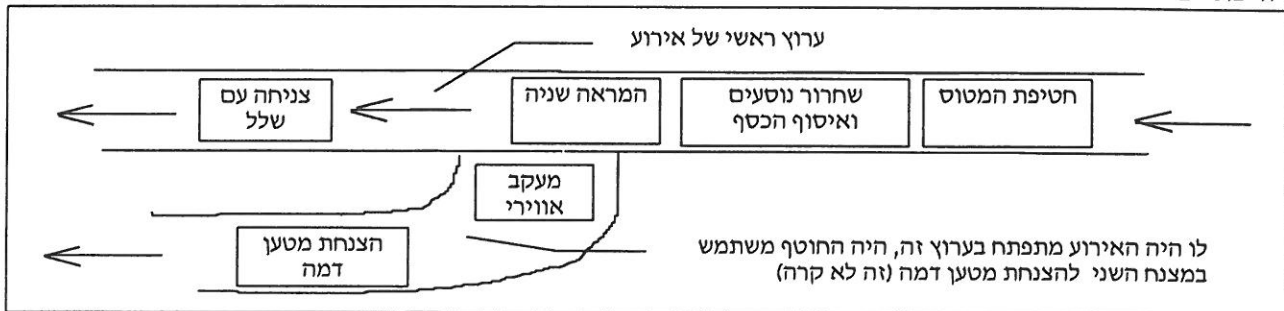 ערוץ ראשי של אירוע
חטיפת המטוס
שחרור נוסעים
ואיסוף הכסף
המראה שניה
צניחה עם
שלל
מעקב
אווירי
הצנחת מטען
דמה
לו היה האירוע מתפתח בערוץ זה, היה החוטף משתמש
במצנח השני להצנחת מטען דמה (זה לא קרה)